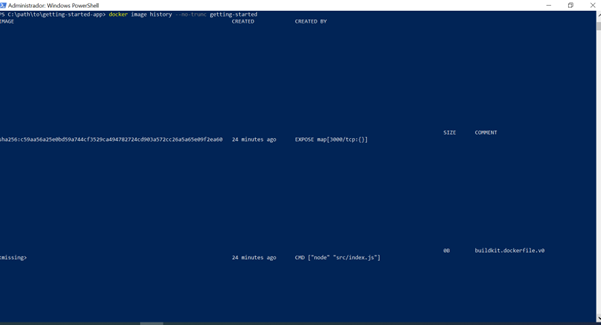 Administrador: Windows PowerShell
PS C:\path\to\getting-started-app> docker image history --no-trunc getting-started
IMAGE CREATED CREATED BY
SIZE COMMENT
sha256:c59aa56a25e0bd59a744cf3529ca494782724cd903a572cc26a5a65e09f2ea60 24 minutes ago EXPOSE map[3000/tcp:{}]
0B buildkit.dockerfile.v0
<missing> 24 minutes ago CMD ["node" "src/index.js"]